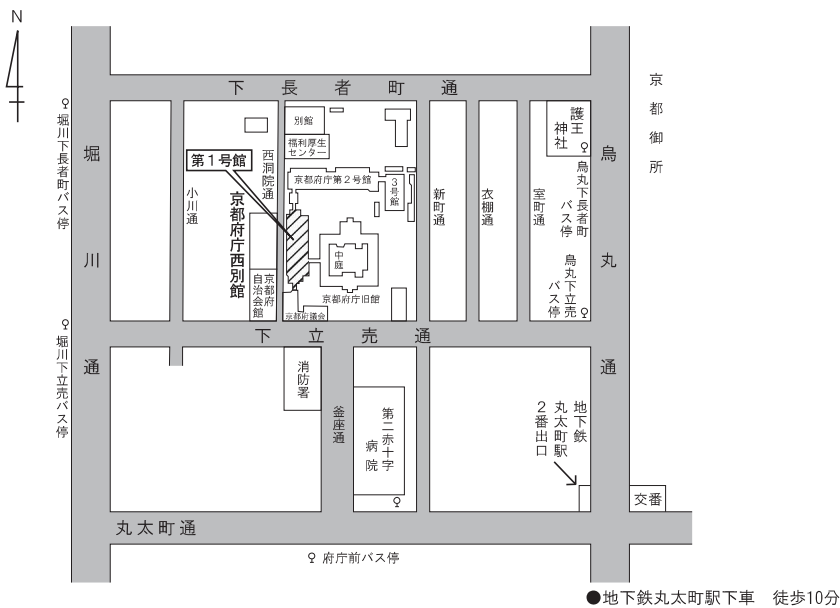 N
下長者町通
京都御所
堀川下長者町バス停
堀川通
小川通
西洞院通
別館
福利厚生
センター
第１号館
京都府庁第２号館
３号館
京都府庁西別館
中庭
京都府庁旧館
京都府
自治会館
京都府議会
新町通
衣棚通
室町通
護王
神社
烏丸下長者町
バス停
烏丸下立売
バス停
烏丸通
堀川下立売バス停
下立売通
消防署
釜座通
第二赤十字
病院
地下鉄
丸太町駅
２番出口
交番
丸太町通
府庁前バス停
●地下鉄丸太町駅下車　徒歩10分